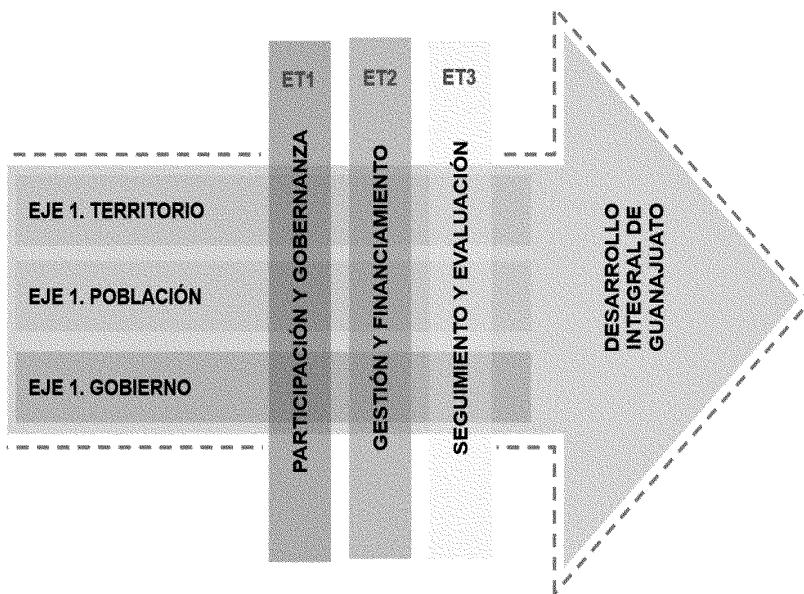 ET1
ET2
ET3
PARTICIPACIÓN Y GOBERNANZA
GESTIÓN Y FINANCIAMIENTO
SEGUIMIENTO Y EVALUACIÓN
EJE 1. TERRITORIO
EJE 1. POBLACIÓN
EJE 1. GOBIERNO
DESARROLLO
INTEGRAL DE
GUANAJUATO